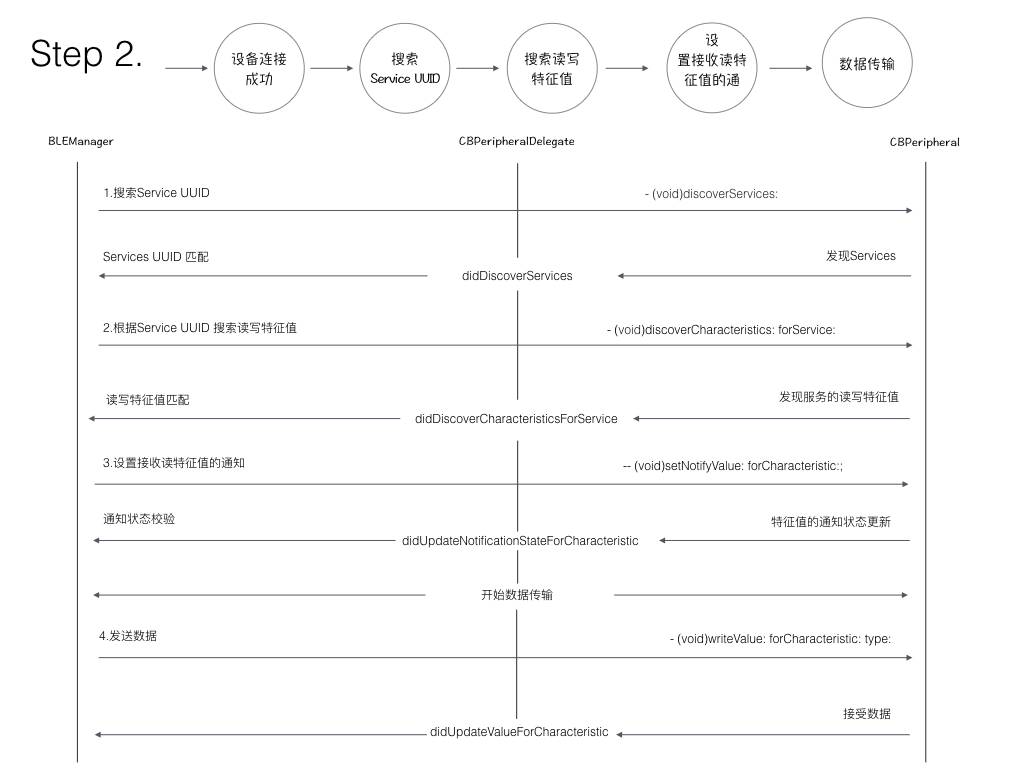 Step 2.
设备连接
成功
搜索
Service UUID
搜索读写
特征值
设
置接收读特
征值的通
数据传输
BLEManager
CBPeripheralDelegate
CBPeripheral
1.搜索Service UUID
- (void)discoverServices:
Services UUID 匹配
发现Services
didDiscoverServices
2.根据Service UUID 搜索读写特征值
- (void)discoverCharacteristics: forService:
读写特征值匹配
发现服务的读写特征值
didDiscoverCharacteristicsForService
3.设置接收读特征值的通知
-- (void)setNotifyValue: forCharacteristic:;
通知状态校验
特征值的通知状态更新
didUpdateNotificationStateForCharacteristic
开始数据传输
4.发送数据
- (void)writeValue: forCharacteristic: type:
接受数据
didUpdateValueForCharacteristic